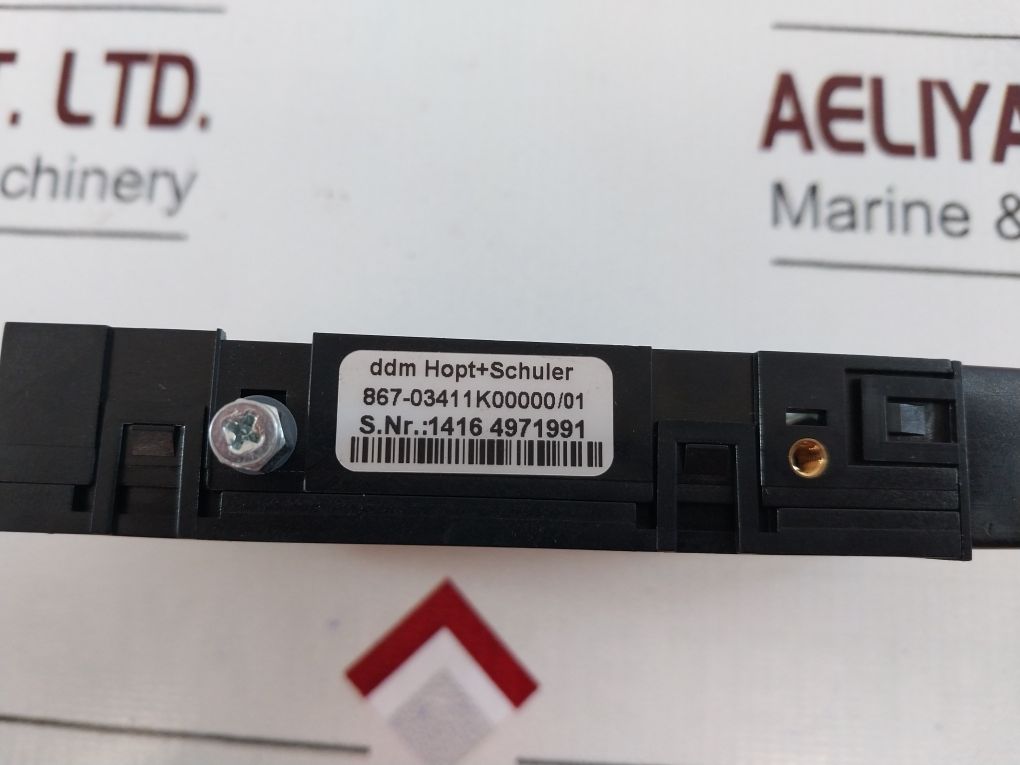 T. LTD.
chinery
AELIYA
Marine &
ddm Hopt+Schuler
867-03411K00000/01
S.Nr.:1416 4971991